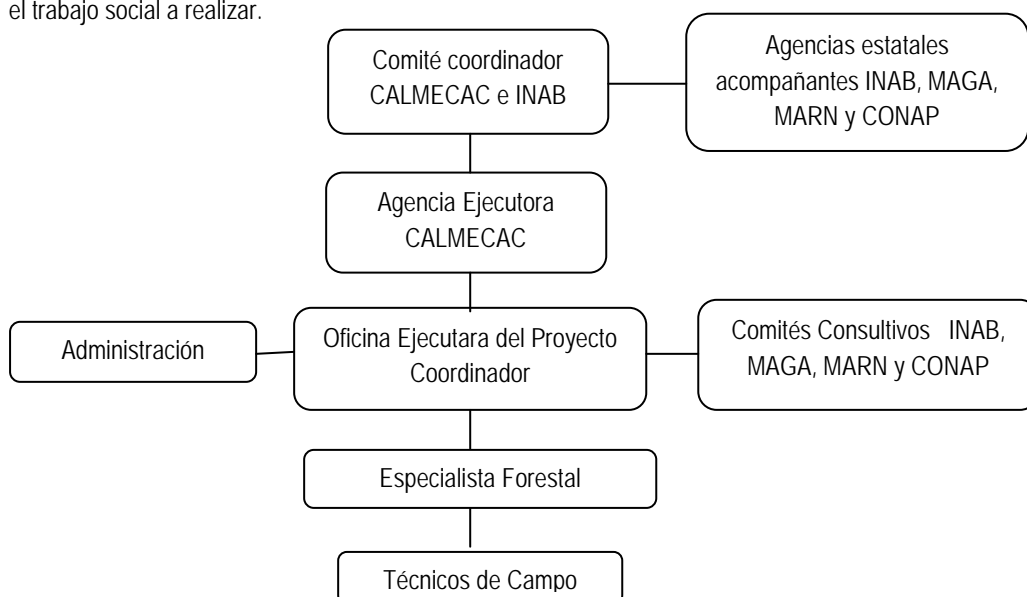 el trabajo social a realizar.
Comité coordinador
CALMECAC e INAB
Agencias estatales
acompañantes INAB, MAGA,
MARN y CONAP
Agencia Ejecutora
CALMECAC
Administración
Oficina Ejecutara del Proyecto
Coordinador
Comités Consultivos INAB,
MAGA, MARN y CONAP
Especialista Forestal
Técnicos de Campo